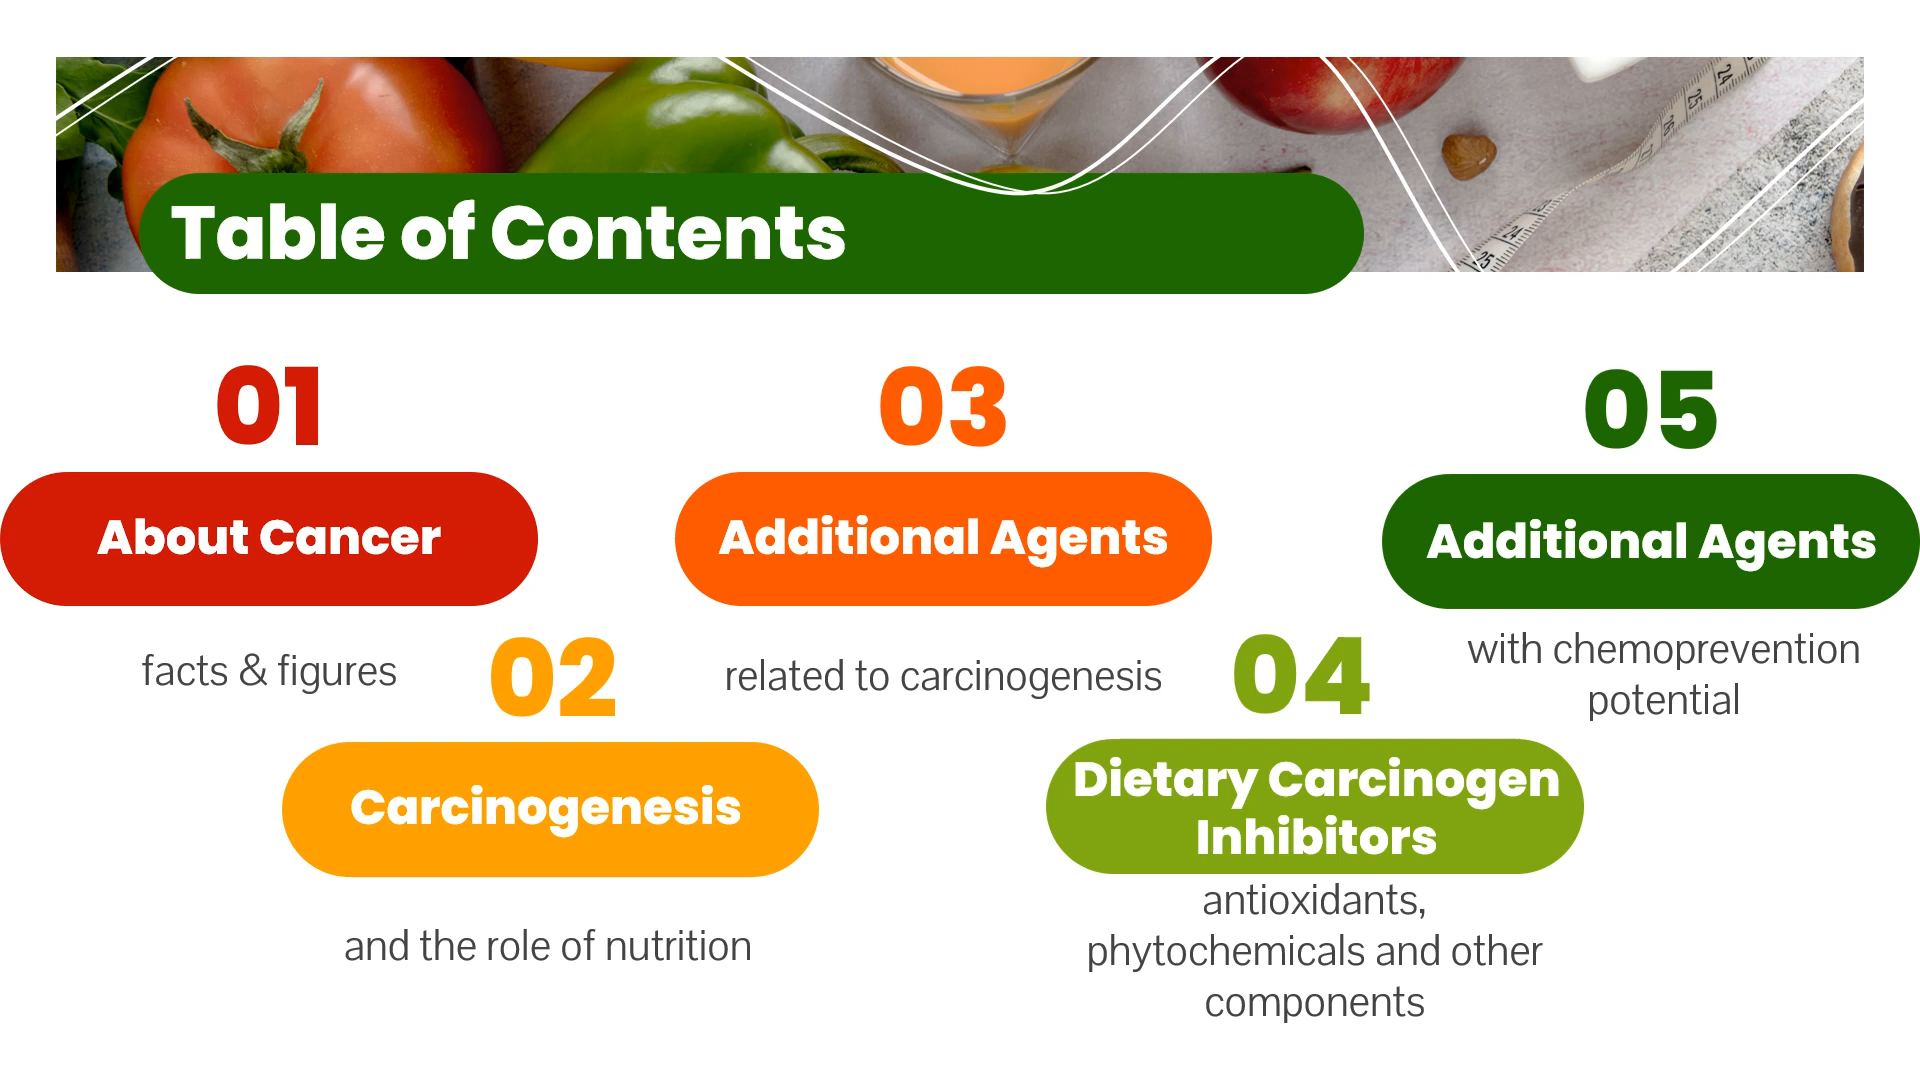 Table of Contents
01
About Cancer
facts & figures
02
Carcinogenesis
and the role of nutrition
03
Additional Agents
related to carcinogenesis
04
Dietary Carcinogen
Inhibitors
antioxidants,
phytochemicals and other
components
05
Additional Agents
with chemoprevention
potential